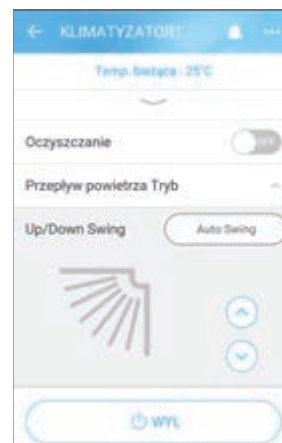 KLIMATYZATOR1
Temp. bieżąca : 25°C
Oczyszczanie
OFF
Przepływ powietrza Tryb
Up/Down Swing
Auto Swing
WYŁ